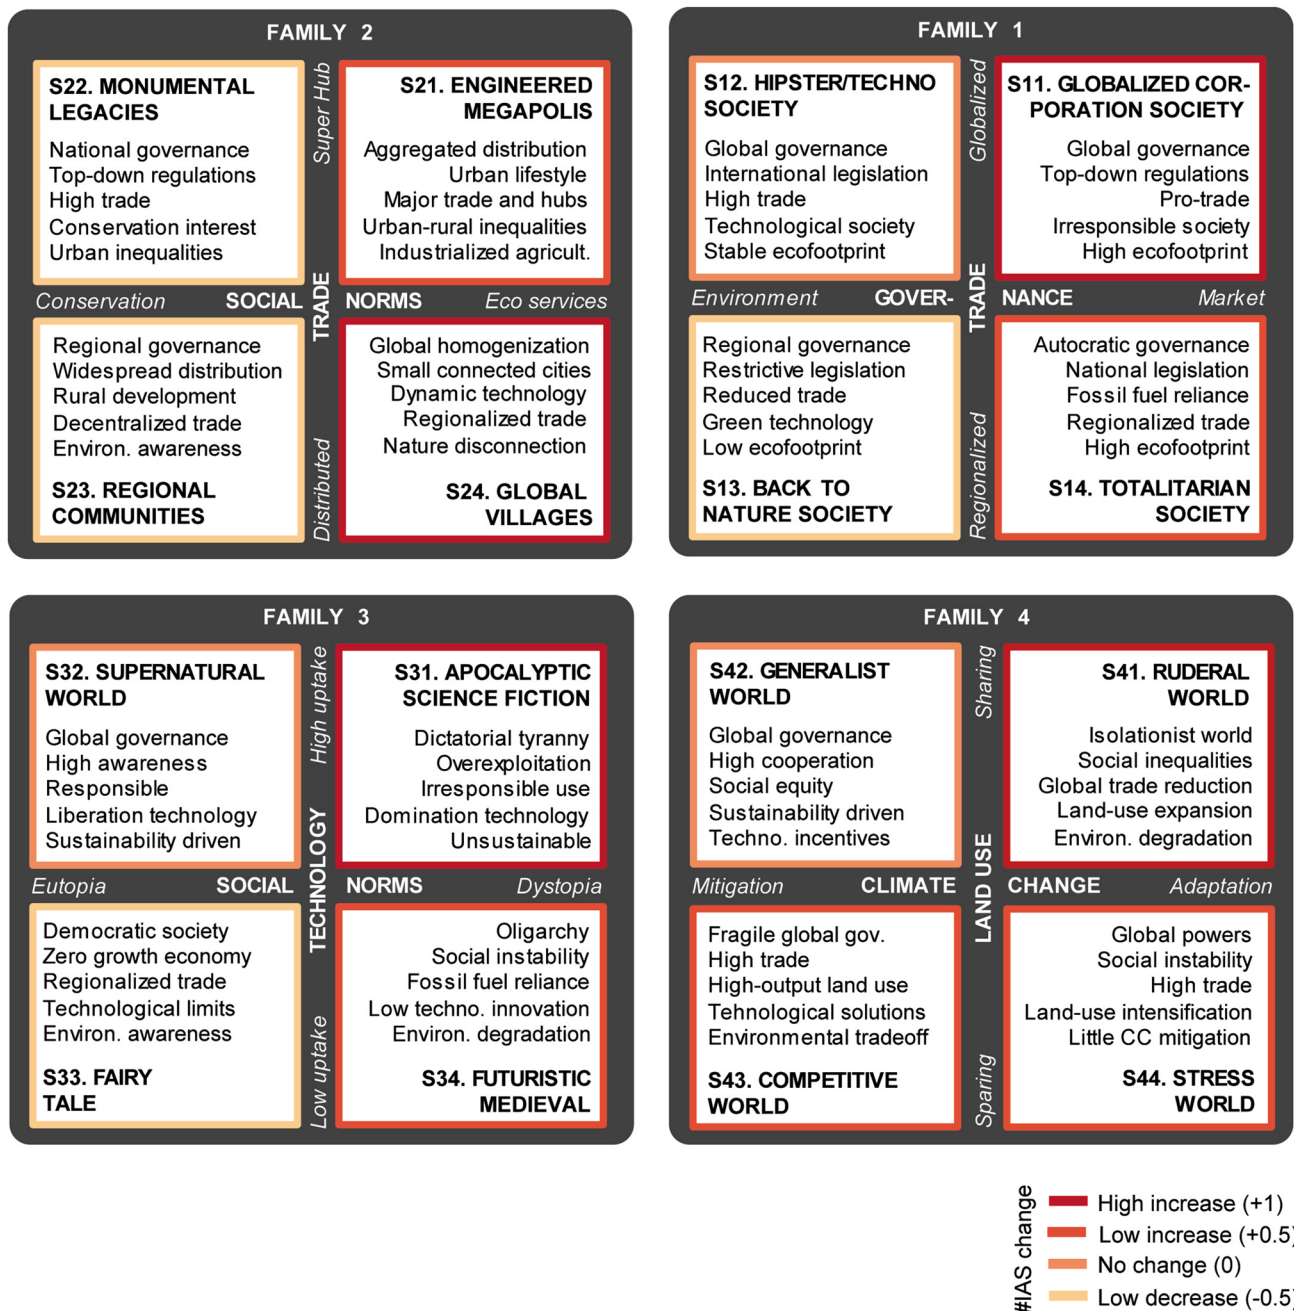 FAMILY 2
S22. MONUMENTAL
LEGACIES
National governance
Top-down regulations
High trade
Conservation interest
Urban inequalities
Super Hub
S21. ENGINEERED
MEGAPOLIS
Aggregated distribution
Urban lifestyle
Major trade and hubs
Urban-rural inequalities
Industrialized agricult.
Conservation
SOCIAL
TRADE
NORMS
Eco services
Regional governance
Widespread distribution
Rural development
Decentralized trade
Environ. awareness
S23. REGIONAL
COMMUNITIES
Distributed
Global homogenization
Small connected cities
Dynamic technology
Regionalized trade
Nature disconnection
S24. GLOBAL
VILLAGES
FAMILY 1
S12. HIPSTER/TECHNO
SOCIETY
Global governance
International legislation
High trade
Technological society
Stable ecofootprint
Globalized
S11. GLOBALIZED COR-
PORATION SOCIETY
Global governance
Top-down regulations
Pro-trade
Irresponsible society
High ecofootprint
Environment
GOVER-
TRADE
NANCE
Market
Regional governance
Restrictive legislation
Reduced trade
Green technology
Low ecofootprint
S13. BACK TO
NATURE SOCIETY
Regionalized
Autocratic governance
National legislation
Fossil fuel reliance
Regionalized trade
High ecofootprint
S14. TOTALITARIAN
SOCIETY
FAMILY 3
S32. SUPERNATURAL
WORLD
Global governance
High awareness
Responsible
Liberation technology
Sustainability driven
High uptake
S31. APOCALYPTIC
SCIENCE FICTION
Dictatorial tyranny
Overexploitation
Irresponsible use
Domination technology
Unsustainable
Eutopia
SOCIAL
TECHNOLOGY
NORMS
Dystopia
Democratic society
Zero growth economy
Regionalized trade
Technological limits
Environ. awareness
S33. FAIRY
TALE
Low uptake
Oligarchy
Social instability
Fossil fuel reliance
Low techno. innovation
Environ. degradation
S34. FUTURISTIC
MEDIEVAL
FAMILY 4
S42. GENERALIST
WORLD
Global governance
High cooperation
Social equity
Sustainability driven
Techno. incentives
Sharing
S41. RUDERAL
WORLD
Isolationist world
Social inequalities
Global trade reduction
Land-use expansion
Environ. degradation
Mitigation
CLIMATE
LAND USE
CHANGE
Adaptation
Fragile global gov.
High trade
High-output land use
Tehnological solutions
Environmental tradeoff
S43. COMPETITIVE
WORLD
Sparing
Global powers
Social instability
High trade
Land-use intensification
Little CC mitigation
S44. STRESS
WORLD
#IAS change
High increase (+1)
Low increase (+0.5)
No change (0)
Low decrease (-0.5)